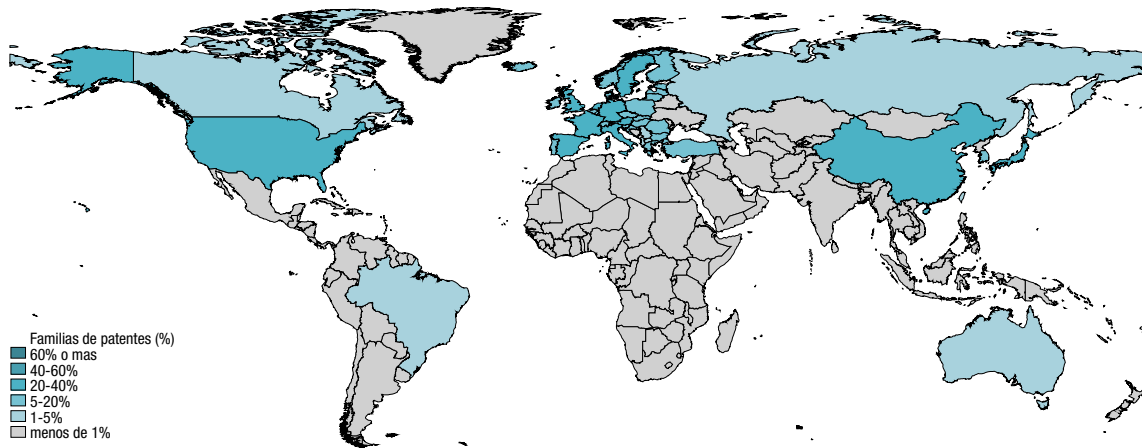 Familias de patentes (%)
60% o mas
40-60%
20-40%
5-20%
1-5%
menos de 1%